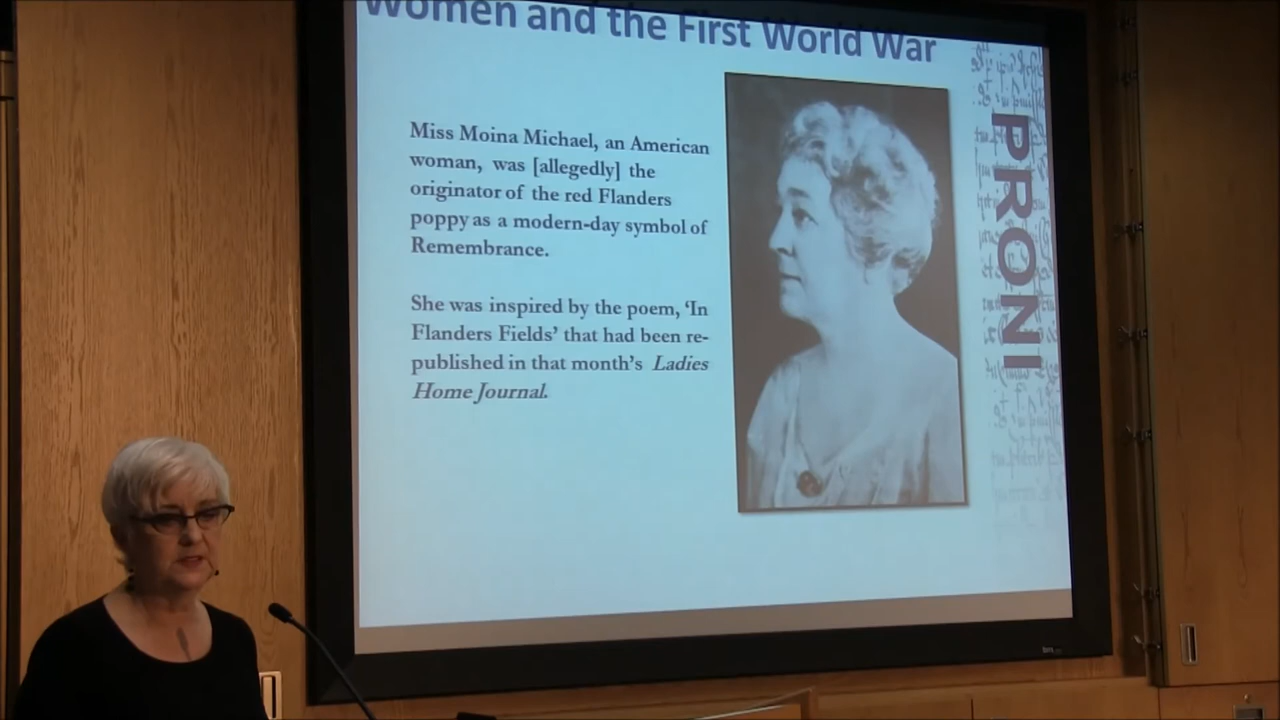 Women and the First World War
Miss Moina Michael, an American
woman, was [allegedly] the
originator of the red Flanders
poppy as a modern-day symbol of
Remembrance.
She was inspired by the poem, ‘In
Flanders Fields’ that had been re-
published in that month’s Ladies
Home Journal.
PRONI